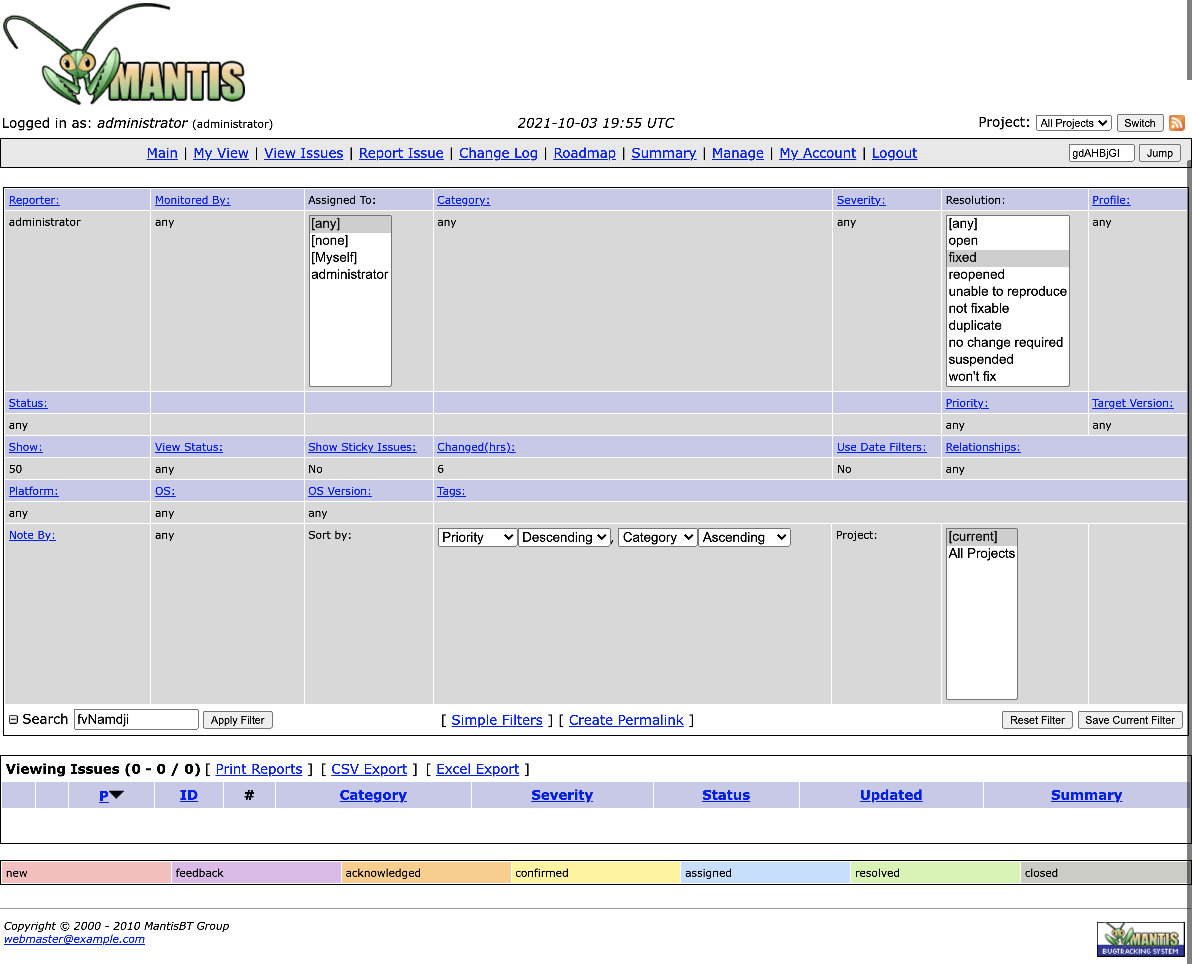 MANTIS
Logged in as: administrator (administrator) 2021-10-03 19:55 UTC Project: All Projects Switch
Main | My View | View Issues | Report Issue | Change Log | Roadmap | Summary | Manage | My Account | Logout gdAHBjGl Jump
Reporter: Monitored By: Assigned To: Category: Severity: Resolution: Profile:
administrator any [any] any any [any] any
[none] open
[Myself] fixed
administrator reopened
unable to reproduce
not fixable
duplicate
no change required
suspended
won't fix
Status: Priority: Target Version:
any any any
Show: View Status: Show Sticky Issues: Changed(hrs): Use Date Filters: Relationships:
50 any No 6 No any
Platform: OS: OS Version: Tags:
any any any
Note By: any Sort by: Priority Descending , Category Ascending Project: [current]
All Projects
Search fvNamdji Apply Filter [ Simple Filters ] [ Create Permalink ] Reset Filter Save Current Filter
Viewing Issues (0 - 0 / 0) [ Print Reports ] [ CSV Export ] [ Excel Export ]
P ID # Category Severity Status Updated Summary
new feedback acknowledged confirmed assigned resolved closed
Copyright © 2000 - 2010 MantisBT Group
webmaster@example.com
MANTIS
BUGTRACKING SYSTEM